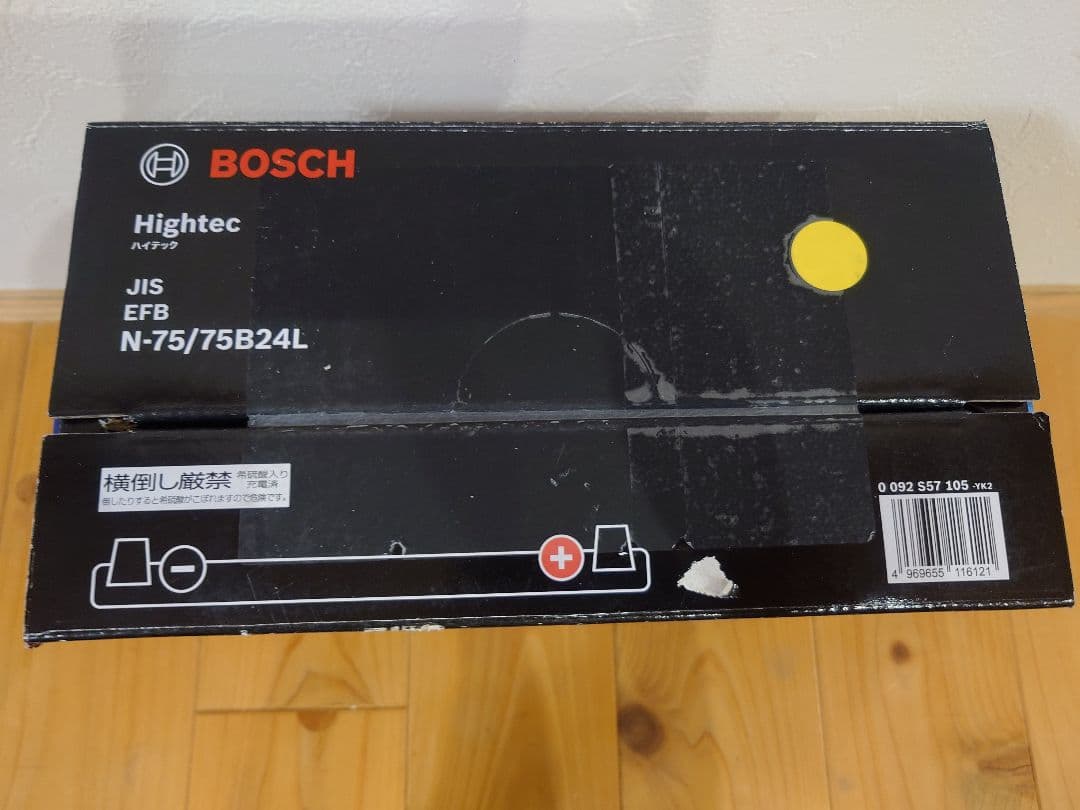 BOSCH
Hightec
ハイテック
JIS
EFB
N-75/75B24L
横倒し厳禁 希硫酸入り
充電済
倒したりすると希硫酸がこぼれますので危険です。
0 092 S57 105 -YK2
4 969655 116121